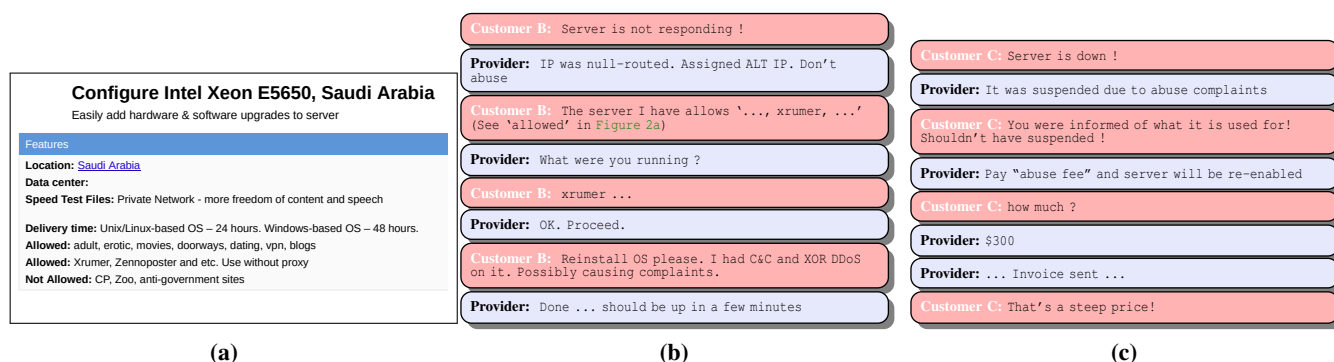 Configure Intel Xeon E5650, Saudi Arabia
Easily add hardware & software upgrades to server
Features
Location: Saudi Arabia
Data center:
Speed Test Files: Private Network - more freedom of content and speech
Delivery time: Unix/Linux-based OS – 24 hours. Windows-based OS – 48 hours.
Allowed: adult, erotic, movies, doorways, dating, vpn, blogs
Allowed: Xrumer, Zennoposter and etc. Use without proxy
Not Allowed: CP, Zoo, anti-government sites
(a)
Customer B: Server is not responding !
Provider: IP was null-routed. Assigned ALT IP. Don't
abuse
Customer B: The server I have allows '..., xrumer, ...'
(See 'allowed' in Figure 2a)
Provider: What were you running ?
Customer B: xrumer ...
Provider: OK. Proceed.
Customer B: Reinstall OS please. I had C&C and XOR DDoS
on it. Possibly causing complaints.
Provider: Done ... should be up in a few minutes
(b)
Customer C: Server is down !
Provider: It was suspended due to abuse complaints
Customer C: You were informed of what it is used for!
Shouldn't have suspended !
Provider: Pay "abuse fee" and server will be re-enabled
Customer C: how much ?
Provider: $300
Provider: ... Invoice sent ...
Customer C: That's a steep price!
(c)